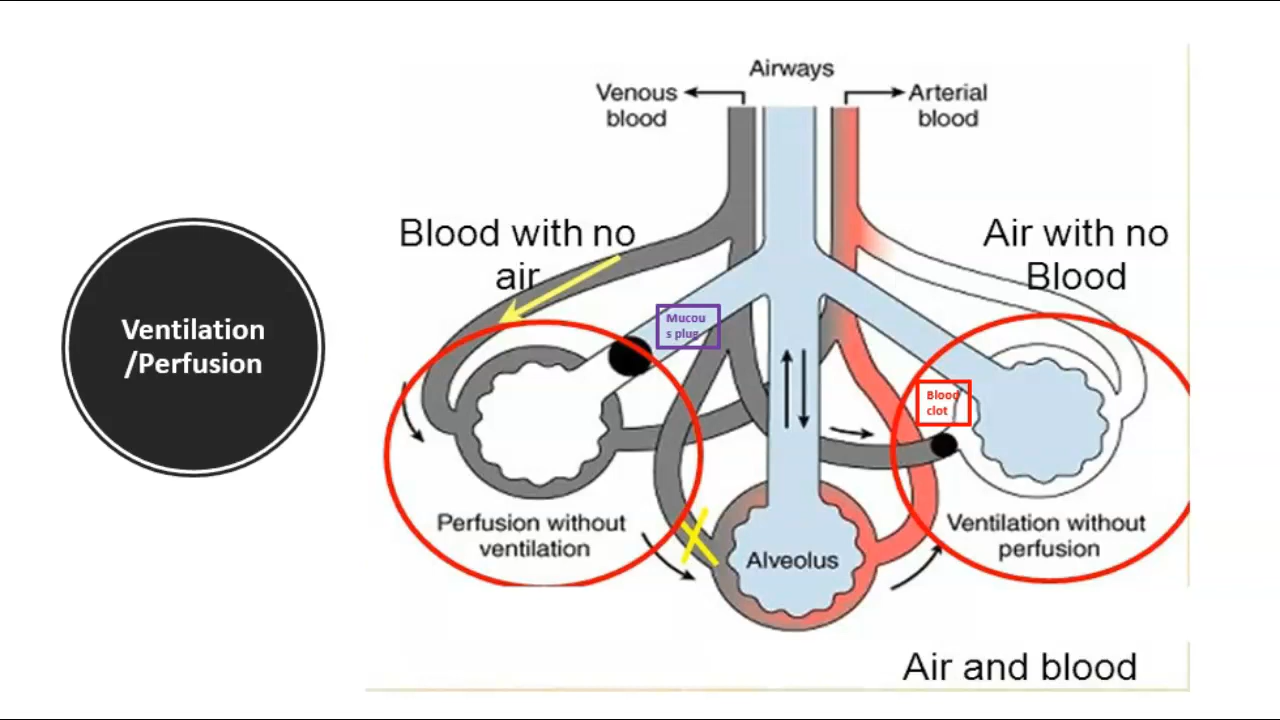 Ventilation
/Perfusion
Airways
Venous
blood
Arterial
blood
Blood with no
air
Air with no
Blood
Mucou
s plug
Blood
clot
Perfusion without
ventilation
Ventilation without
perfusion
Alveolus
Air and blood